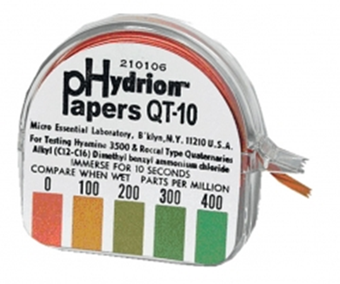 210106
pHydrion™
Papers QT-10
Micro Essential Laboratory, B'klyn,N.Y. 11210 U.S.A.
For Testing Hyamine 3500 & Roccal Type Quaternaries
Alkyl (C12-C16) Dimethyl benzyl ammonium chloride
IMMERSE FOR 10 SECONDS
COMPARE WHEN WET PARTS PER MILLION
0 100 200 300 400